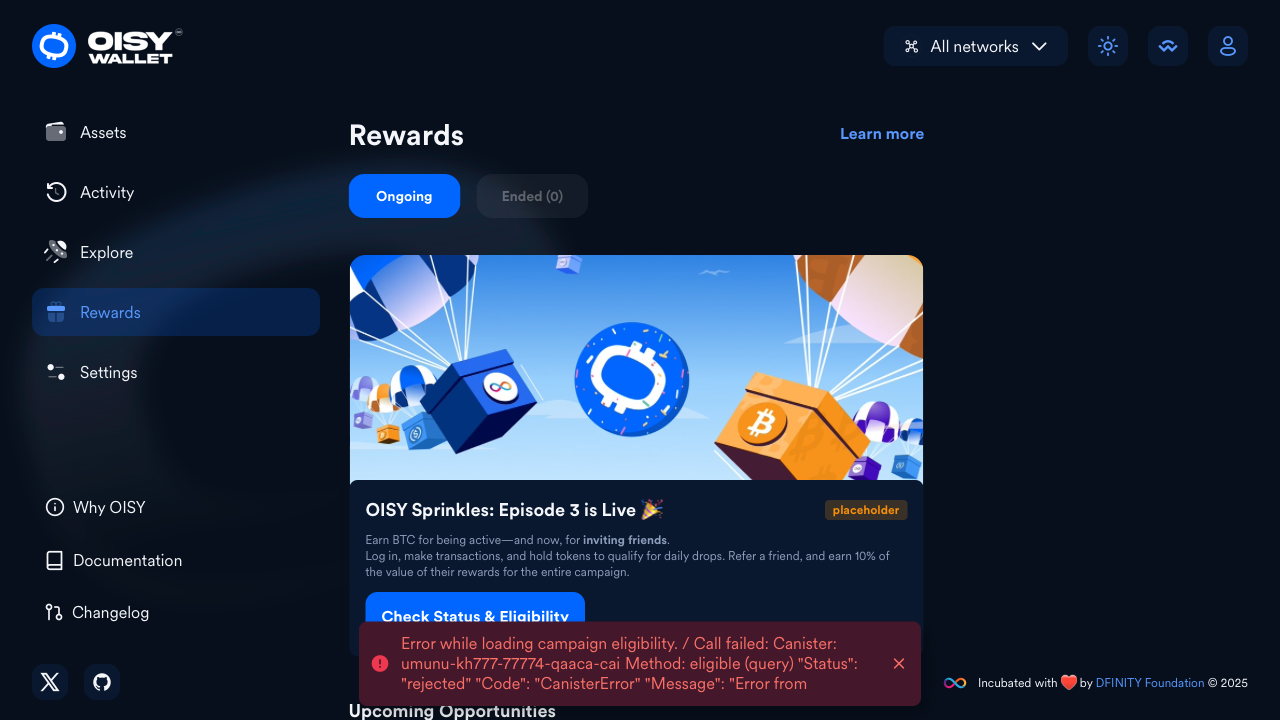 OISY
WALLET
All networks
Assets
Activity
Explore
Rewards
Settings
Why OISY
Documentation
Changelog
Rewards
Learn more
Ongoing
Ended (0)
OISY Sprinkles: Episode 3 is Live 🎉
placeholder
Earn BTC for being active—and now, for inviting friends.
Log in, make transactions, and hold tokens to qualify for daily drops. Refer a friend, and earn 10% of
the value of their rewards for the entire campaign.
Check Status & Eligibility
Error while loading campaign eligibility. / Call failed: Canister:
umunu-kh777-77774-qaaca-cai Method: eligible (query) "Status":
"rejected" "Code": "CanisterError" "Message": "Error from
Upcoming Opportunities
Incubated with ❤️ by DFINITY Foundation © 2025